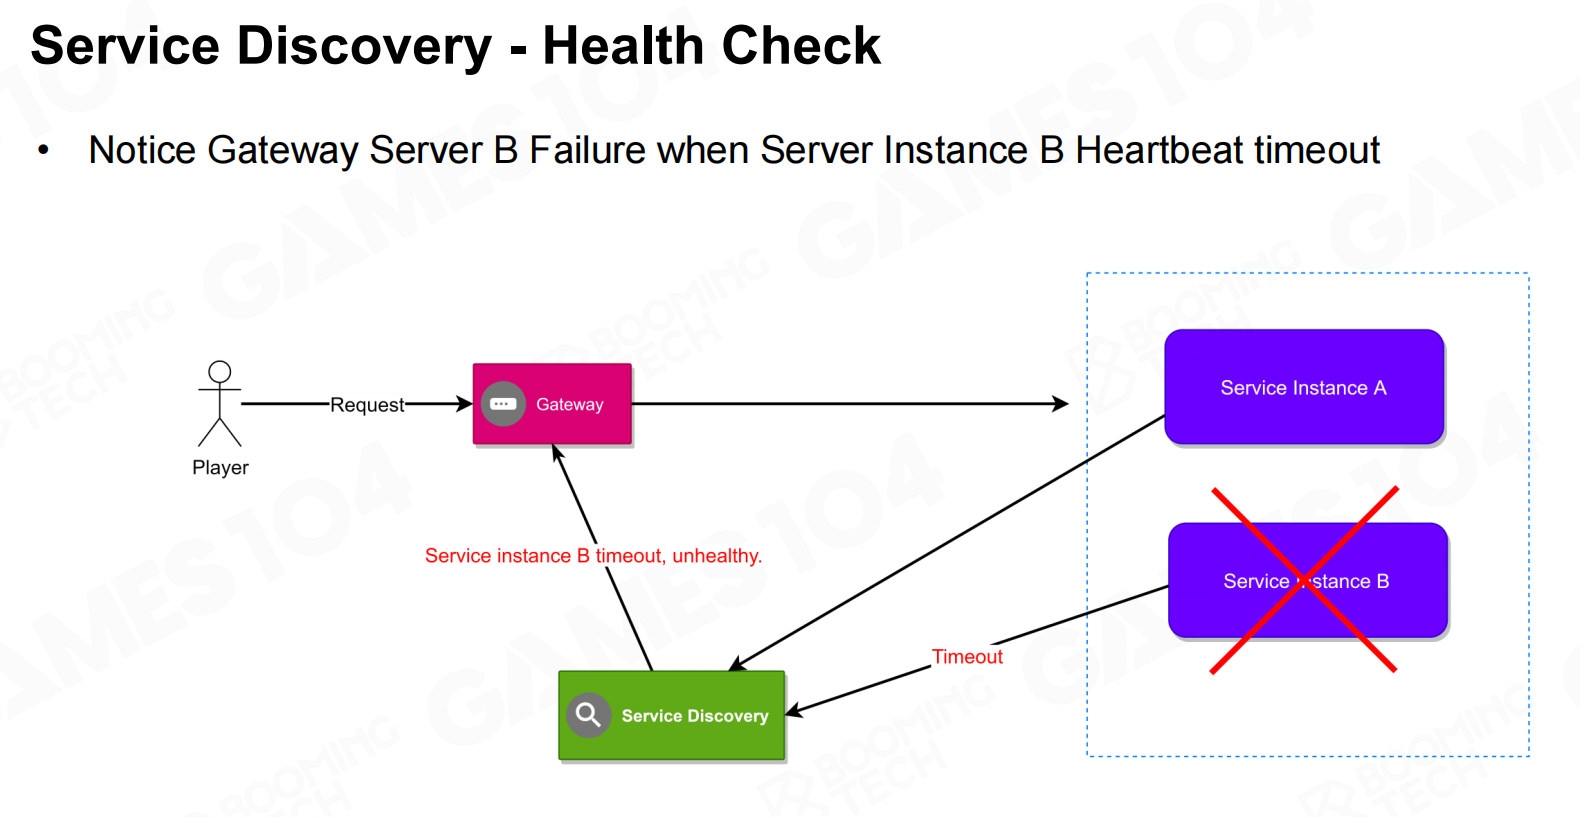 Service Discovery - Health Check
• Notice Gateway Server B Failure when Server Instance B Heartbeat timeout
Service Instance A
Request
Gateway
Player
Service instance B timeout, unhealthy.
Service Instance B
Timeout
Service Discovery
GAMES104
BOOMING TECH